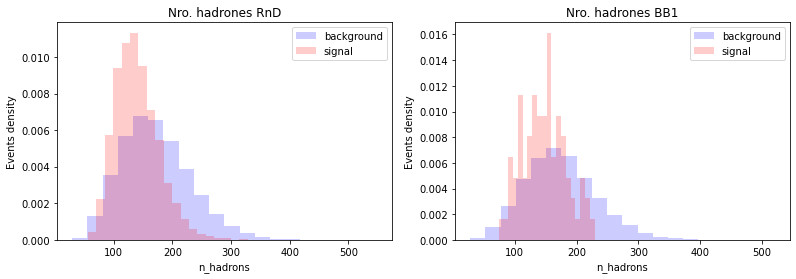 Nro. hadrones RnD
Events density
0.010
0.008
0.006
0.004
0.002
0.000
background
signal
100
200
300
400
500
n_hadrons
Nro. hadrones BB1
Events density
0.016
0.014
0.012
0.010
0.008
0.006
0.004
0.002
0.000
background
signal
100
200
300
400
500
n_hadrons